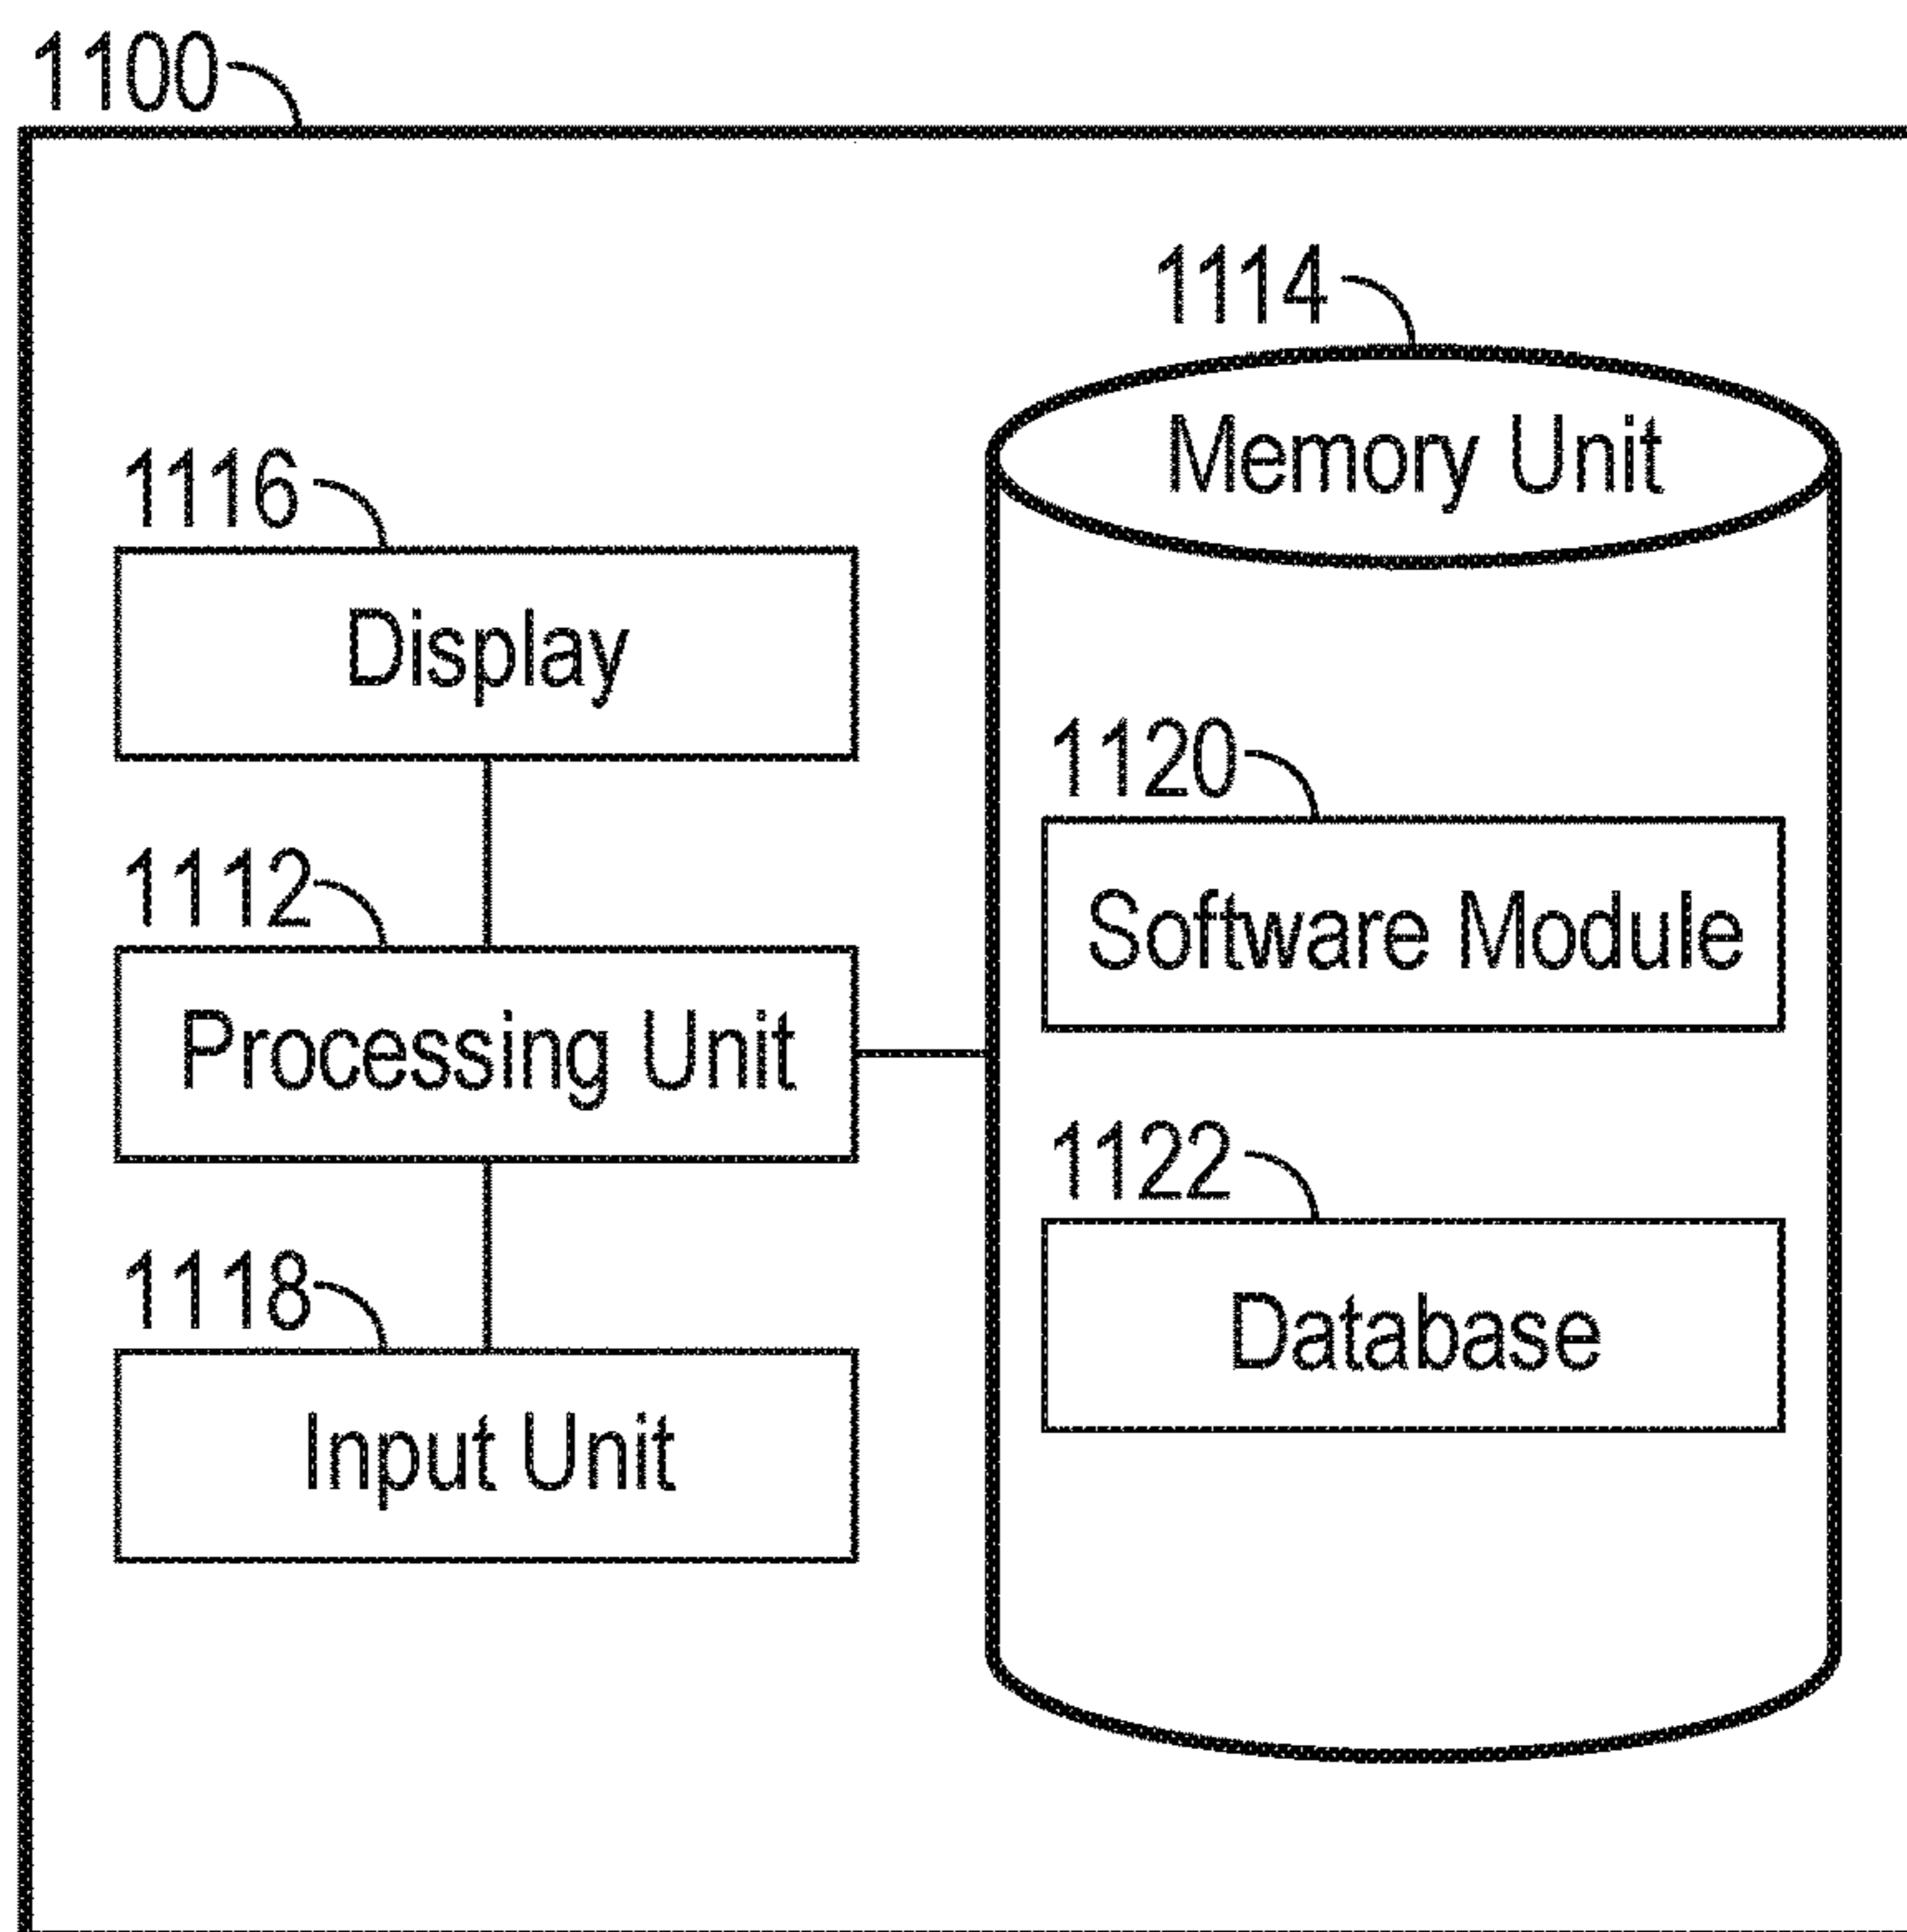 1100
1114
Memory Unit
1116
Display
1120
Software Module
1112
Processing Unit
1122
Database
1118
Input Unit